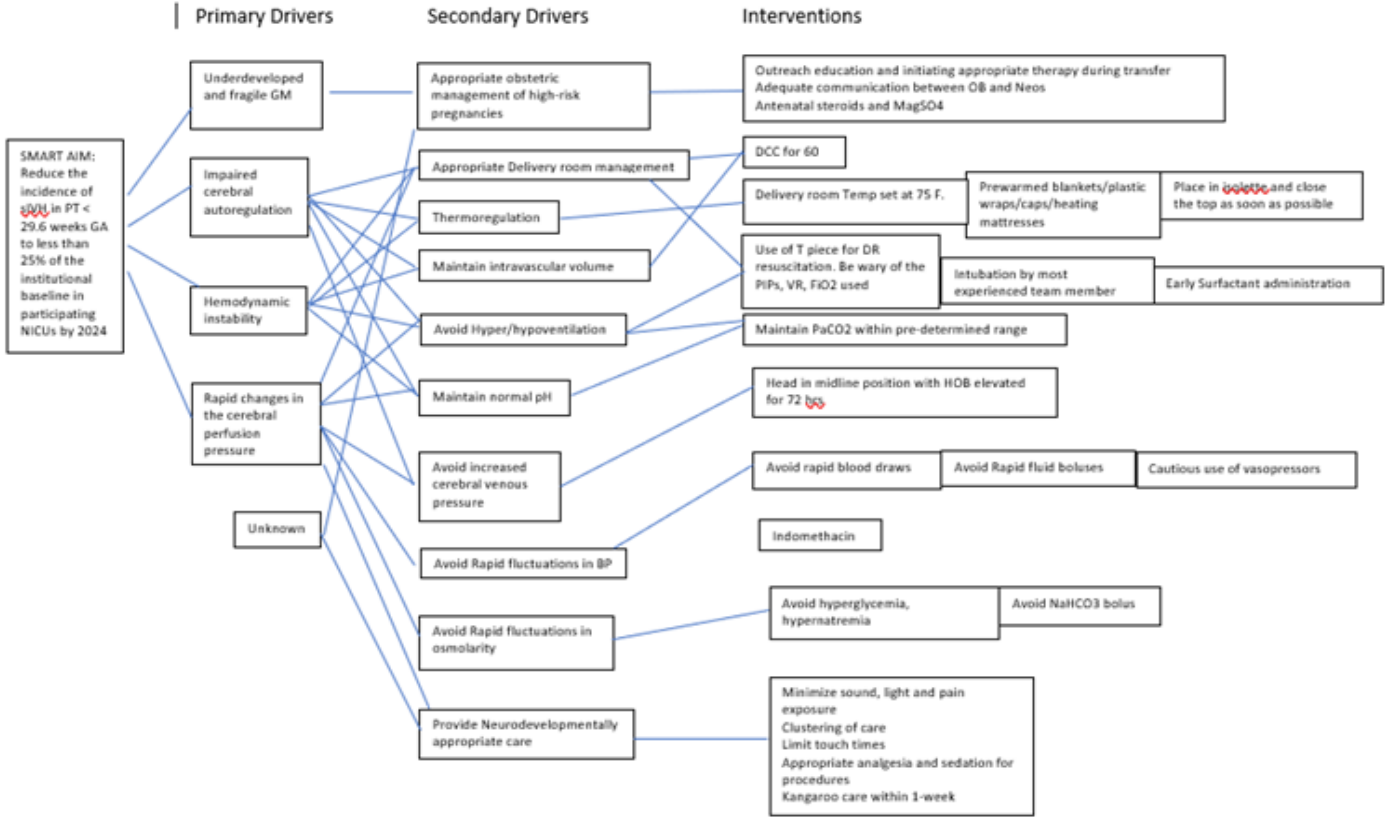 Primary Drivers
Secondary Drivers
Interventions
SMART AIM:
Reduce the
incidence of
sIVH in PT <
29.6 weeks GA
to less than
25% of the
institutional
baseline in
participating
NICUs by 2024
Underdeveloped
and fragile GM
Impaired
cerebral
autoregulation
Hemodynamic
instability
Rapid changes in
the cerebral
perfusion
pressure
Unknown
Appropriate obstetric
management of high-risk
pregnancies
Appropriate Delivery room management
Thermoregulation
Maintain intravascular volume
Avoid Hyper/hypoventilation
Maintain normal pH
Avoid increased
cerebral venous
pressure
Avoid Rapid fluctuations in BP
Avoid Rapid fluctuations in
osmolarity
Provide Neurodevelopmentally
appropriate care
Outreach education and initiating appropriate therapy during transfer
Adequate communication between OB and Neos
Antenatal steroids and MagSO4
DCC for 60
Delivery room Temp set at 75 F.
Prewarmed blankets/plastic
wraps/caps/heating
mattresses
Place in isolette and close
the top as soon as possible
Use of T piece for DR
resuscitation. Be wary of the
PIPs, VR, FiO2 used
Intubation by most
experienced team member
Early Surfactant administration
Maintain PaCO2 within pre-determined range
Head in midline position with HOB elevated
for 72 hrs
Avoid rapid blood draws
Avoid Rapid fluid boluses
Cautious use of vasopressors
Indomethacin
Avoid hyperglycemia,
hypernatremia
Avoid NaHCO3 bolus
Minimize sound, light and pain
exposure
Clustering of care
Limit touch times
Appropriate analgesia and sedation for
procedures
Kangaroo care within 1-week